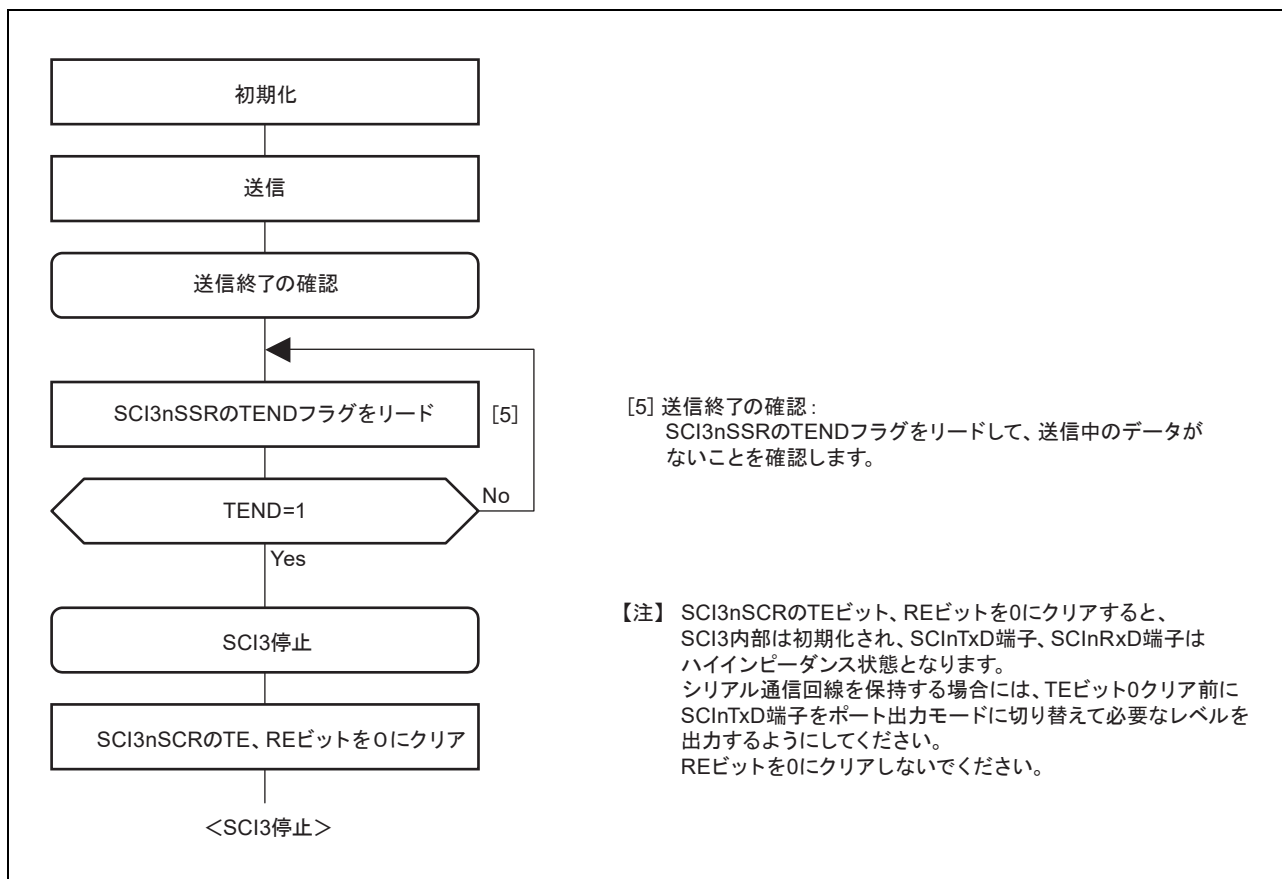 初期化
送信
送信終了の確認
SCI3nSSRのTENDフラグをリード
[5]
TEND=1
No
Yes
SCI3停止
SCI3nSCRのTE、REビットを０にクリア
＜SCI3停止＞
[5] 送信終了の確認：
SCI3nSSRのTENDフラグをリードして、送信中のデータが
ないことを確認します。
【注】 SCI3nSCRのTEビット、REビットを0にクリアすると、
SCI3内部は初期化され、SCInTxD端子、SCInRxD端子は
ハイインピーダンス状態となります。
シリアル通信回線を保持する場合には、TEビット0クリア前に
SCInTxD端子をポート出力モードに切り替えて必要なレベルを
出力するようにしてください。
REビットを0にクリアしないでください。